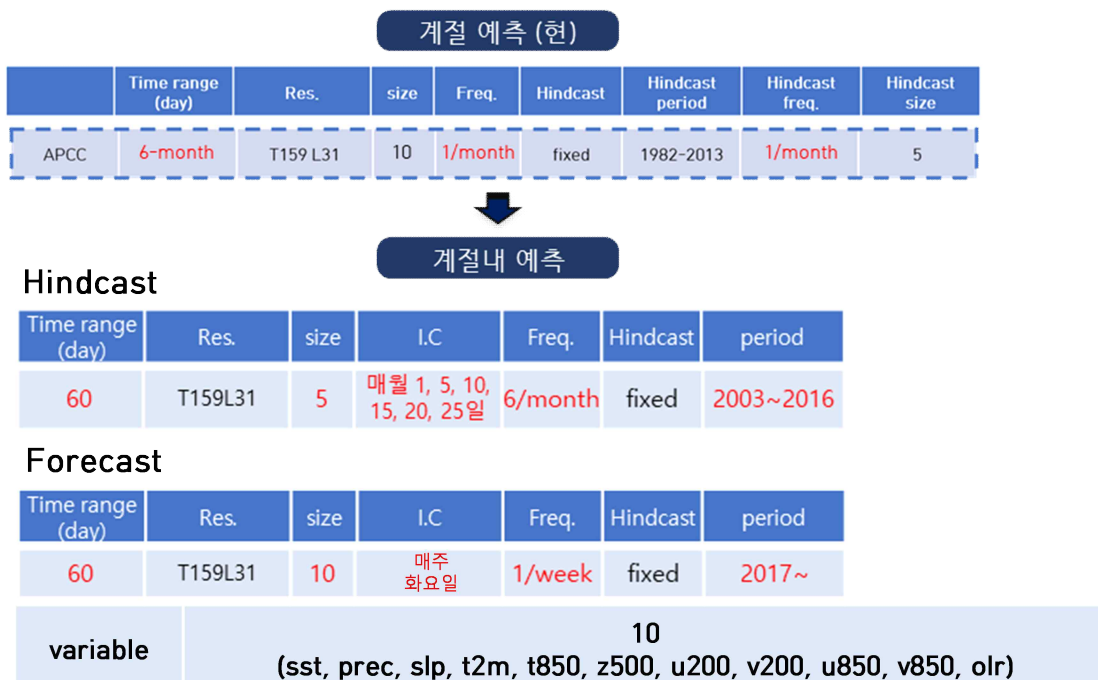 계절 예측 (현)
Time range (day) Res. size Freq. Hindcast Hindcast period Hindcast freq. Hindcast size
APCC 6-month T159 L31 10 1/month fixed 1982-2013 1/month 5
계절내 예측
Hindcast
Time range (day) Res. size I.C Freq. Hindcast period
60 T159L31 5 매월 1, 5, 10, 15, 20, 25일 6/month fixed 2003~2016
Forecast
Time range (day) Res. size I.C Freq. Hindcast period
60 T159L31 10 매주 화요일 1/week fixed 2017~
variable 10
(sst, prec, slp, t2m, t850, z500, u200, v200, u850, v850, olr)